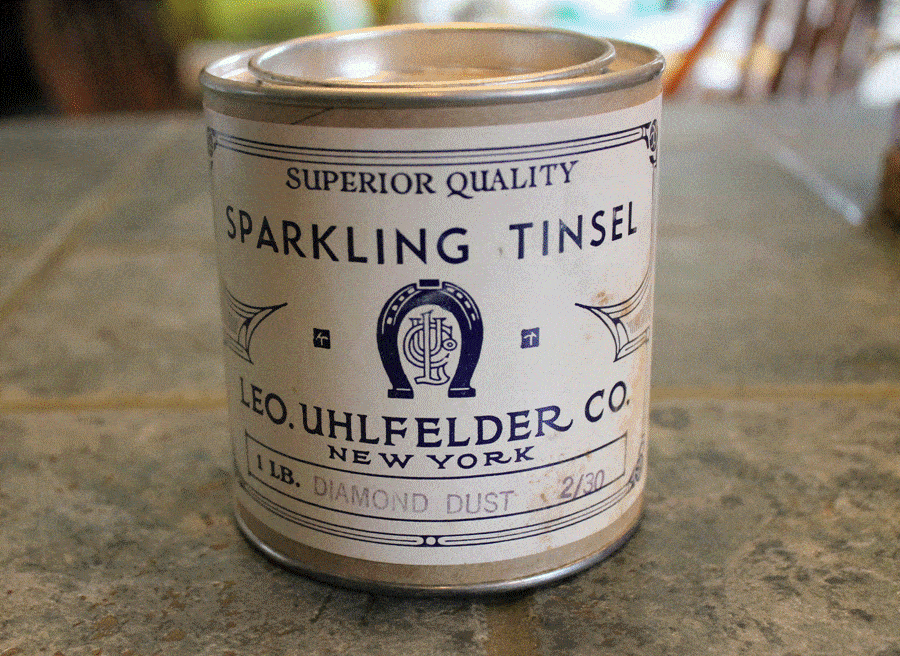 SUPERIOR QUALITY
SPARKLING TINSEL
LEO. UHLFELDER CO.
NEW YORK
1 LB. DIAMOND DUST 2/30